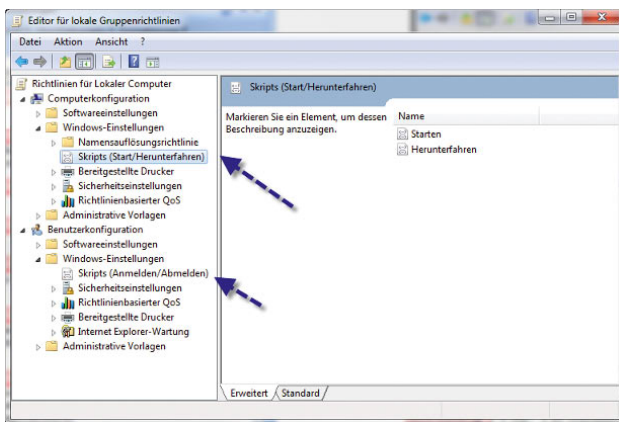 Editor für lokale Gruppenrichtlinien
Datei Aktion Ansicht ?
Richtlinien für Lokaler Computer
Computerkonfiguration
Softwareeinstellungen
Windows-Einstellungen
Namensauflösungsrichtlinie
Skripts (Start/Herunterfahren)
Bereitgestellte Drucker
Sicherheitseinstellungen
Richtlinienbasierter QoS
Administrative Vorlagen
Benutzerkonfiguration
Softwareeinstellungen
Windows-Einstellungen
Skripts (Anmelden/Abmelden)
Sicherheitseinstellungen
Richtlinienbasierter QoS
Bereitgestellte Drucker
Internet Explorer-Wartung
Administrative Vorlagen
Skripts (Start/Herunterfahren)
Markieren Sie ein Element, um dessen
Beschreibung anzuzeigen.
Name
Starten
Herunterfahren
Erweitert Standard